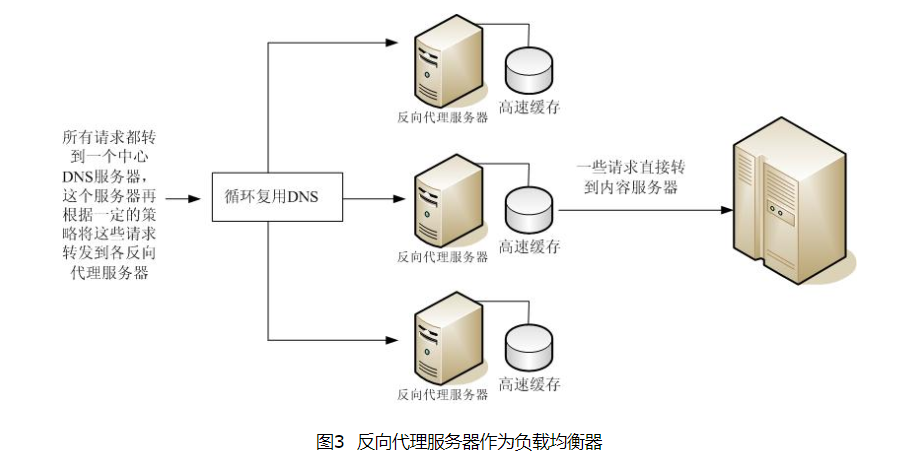 所有请求都转
到一个中心
DNS服务器，
这个服务器再
根据一定的策
略将这些请求
转发到各反向
代理服务器
循环复用DNS
反向代理服务器
高速缓存
反向代理服务器
高速缓存
反向代理服务器
高速缓存
一些请求直接转
到内容服务器
图3 反向代理服务器作为负载均衡器